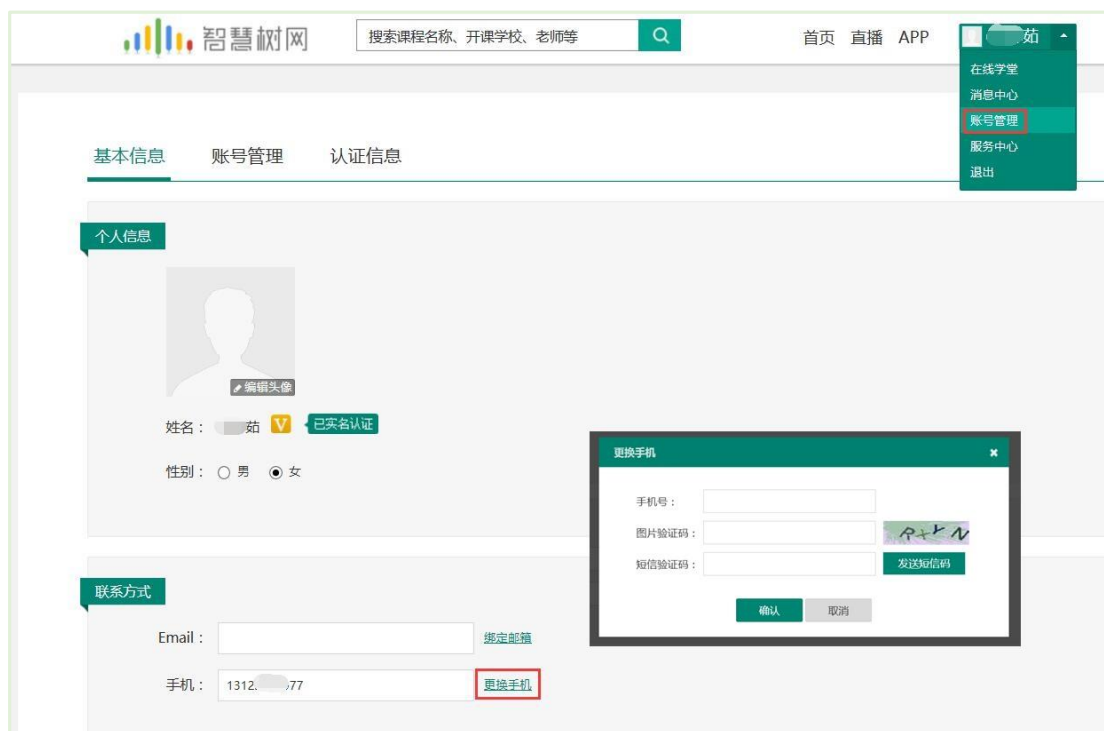 智慧树网
搜索课程名称、开课学校、老师等
首页 直播 APP
茹
在线学堂
消息中心
账号管理
服务中心
退出
基本信息 账号管理 认证信息
个人信息
编辑头像
姓名： 茹 V 已实名认证
性别： 男 女
更换手机
手机号：
图片验证码：
短信验证码： 发送短信码
确认 取消
联系方式
Email： 绑定邮箱
手机： 1312 77 更换手机